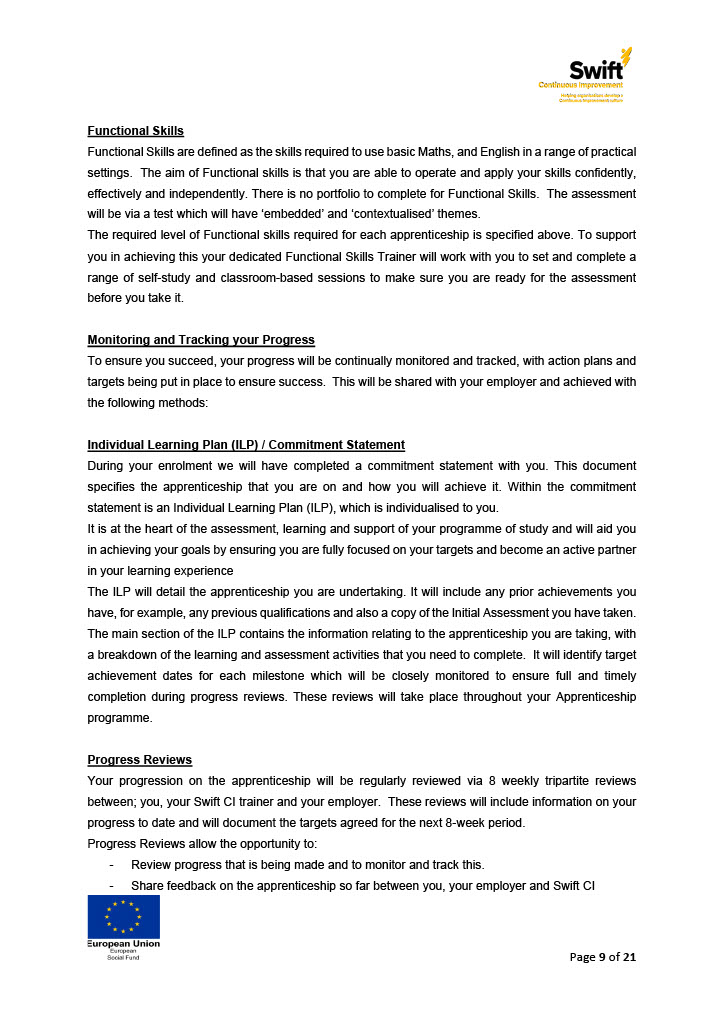 Swift
Continuous Improvement
Helping organisations develop a
Continuous Improvement culture
Functional Skills
Functional Skills are defined as the skills required to use basic Maths, and English in a range of practical
settings.  The aim of Functional skills is that you are able to operate and apply your skills confidently,
effectively and independently. There is no portfolio to complete for Functional Skills.  The assessment
will be via a test which will have ‘embedded’ and ‘contextualised’ themes.
The required level of Functional skills required for each apprenticeship is specified above. To support
you in achieving this your dedicated Functional Skills Trainer will work with you to set and complete a
range of self-study and classroom-based sessions to make sure you are ready for the assessment
before you take it.
Monitoring and Tracking your Progress
To ensure you succeed, your progress will be continually monitored and tracked, with action plans and
targets being put in place to ensure success.  This will be shared with your employer and achieved with
the following methods:
Individual Learning Plan (ILP) / Commitment Statement
During your enrolment we will have completed a commitment statement with you. This document
specifies the apprenticeship that you are on and how you will achieve it. Within the commitment
statement is an Individual Learning Plan (ILP), which is individualised to you.
It is at the heart of the assessment, learning and support of your programme of study and will aid you
in achieving your goals by ensuring you are fully focused on your targets and become an active partner
in your learning experience
The ILP will detail the apprenticeship you are undertaking. It will include any prior achievements you
have, for example, any previous qualifications and also a copy of the Initial Assessment you have taken.
The main section of the ILP contains the information relating to the apprenticeship you are taking, with
a breakdown of the learning and assessment activities that you need to complete.  It will identify target
achievement dates for each milestone which will be closely monitored to ensure full and timely
completion during progress reviews. These reviews will take place throughout your Apprenticeship
programme.
Progress Reviews
Your progression on the apprenticeship will be regularly reviewed via 8 weekly tripartite reviews
between; you, your Swift CI trainer and your employer.  These reviews will include information on your
progress to date and will document the targets agreed for the next 8-week period.
Progress Reviews allow the opportunity to:
- Review progress that is being made and to monitor and track this.
- Share feedback on the apprenticeship so far between you, your employer and Swift CI
European Union
European
Social Fund
Page 9 of 21